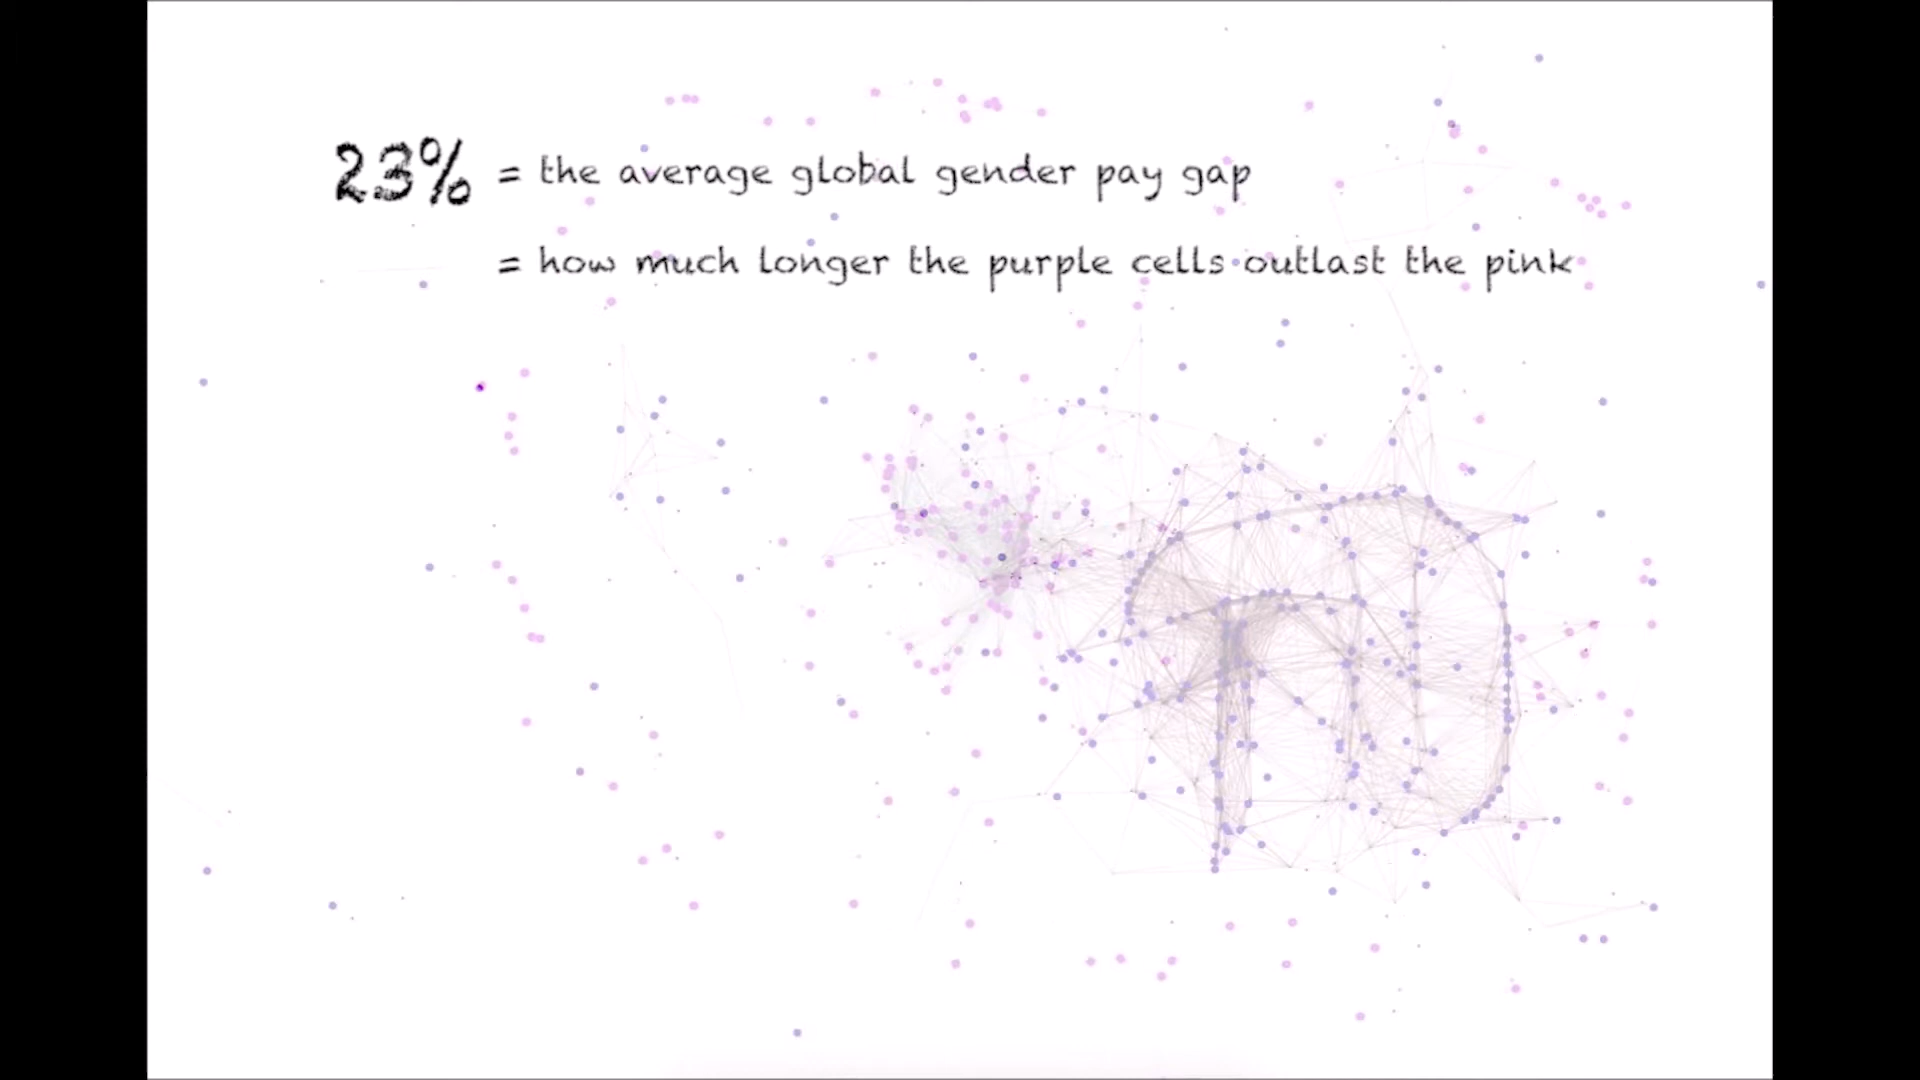 23% = the average global gender pay gap
= how much longer the purple cells outlast the pink